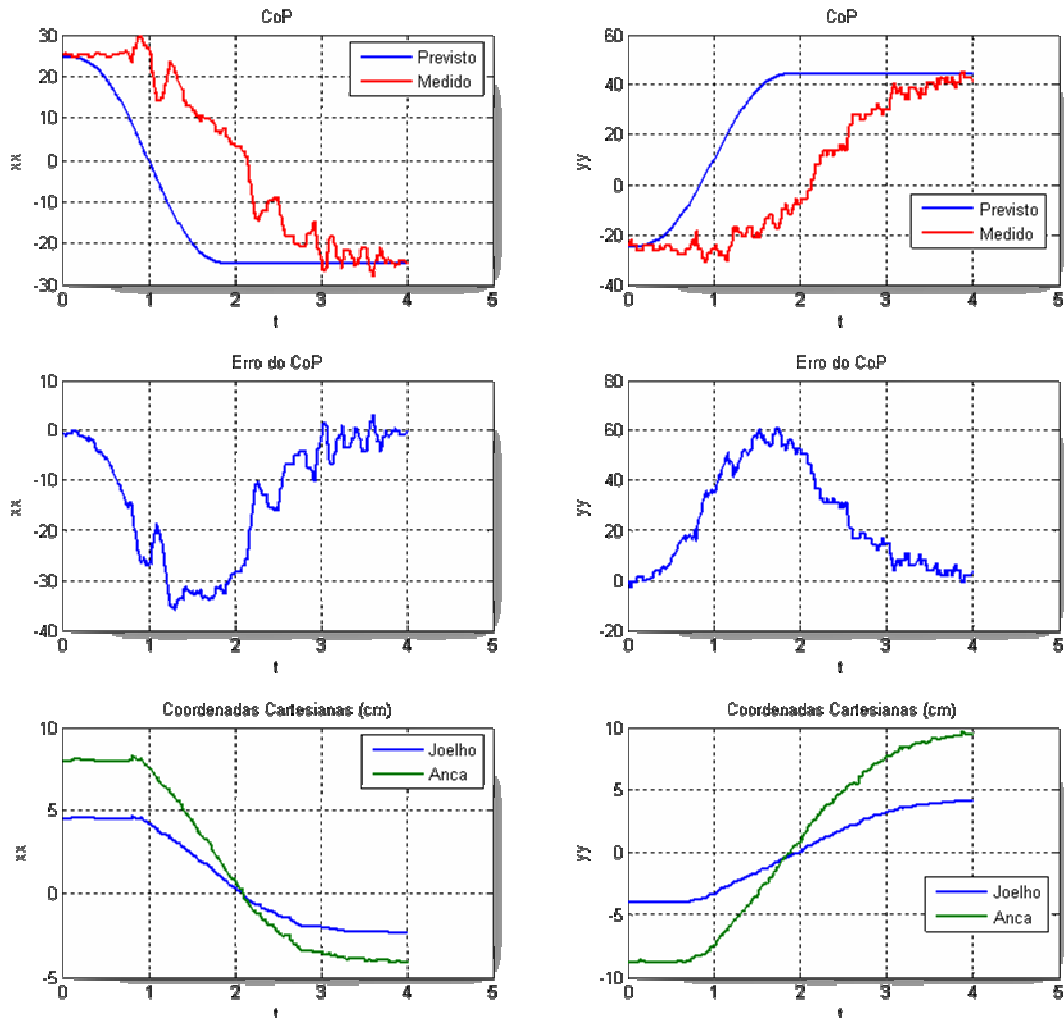 CoP
30
20
10
0
-10
-20
-30
0 1 2 3 4 5
xx
t
Previsto
Medido
CoP
60
40
20
0
-20
-40
0 1 2 3 4 5
yy
t
Previsto
Medido
Erro do CoP
10
0
-10
-20
-30
-40
0 1 2 3 4 5
xx
t
Erro do CoP
80
60
40
20
0
-20
0 1 2 3 4 5
yy
t
Coordenadas Cartesianas (cm)
10
5
0
-5
0 1 2 3 4 5
xx
t
Joelho
Anca
Coordenadas Cartesianas (cm)
10
5
0
-5
-10
0 1 2 3 4 5
yy
t
Joelho
Anca